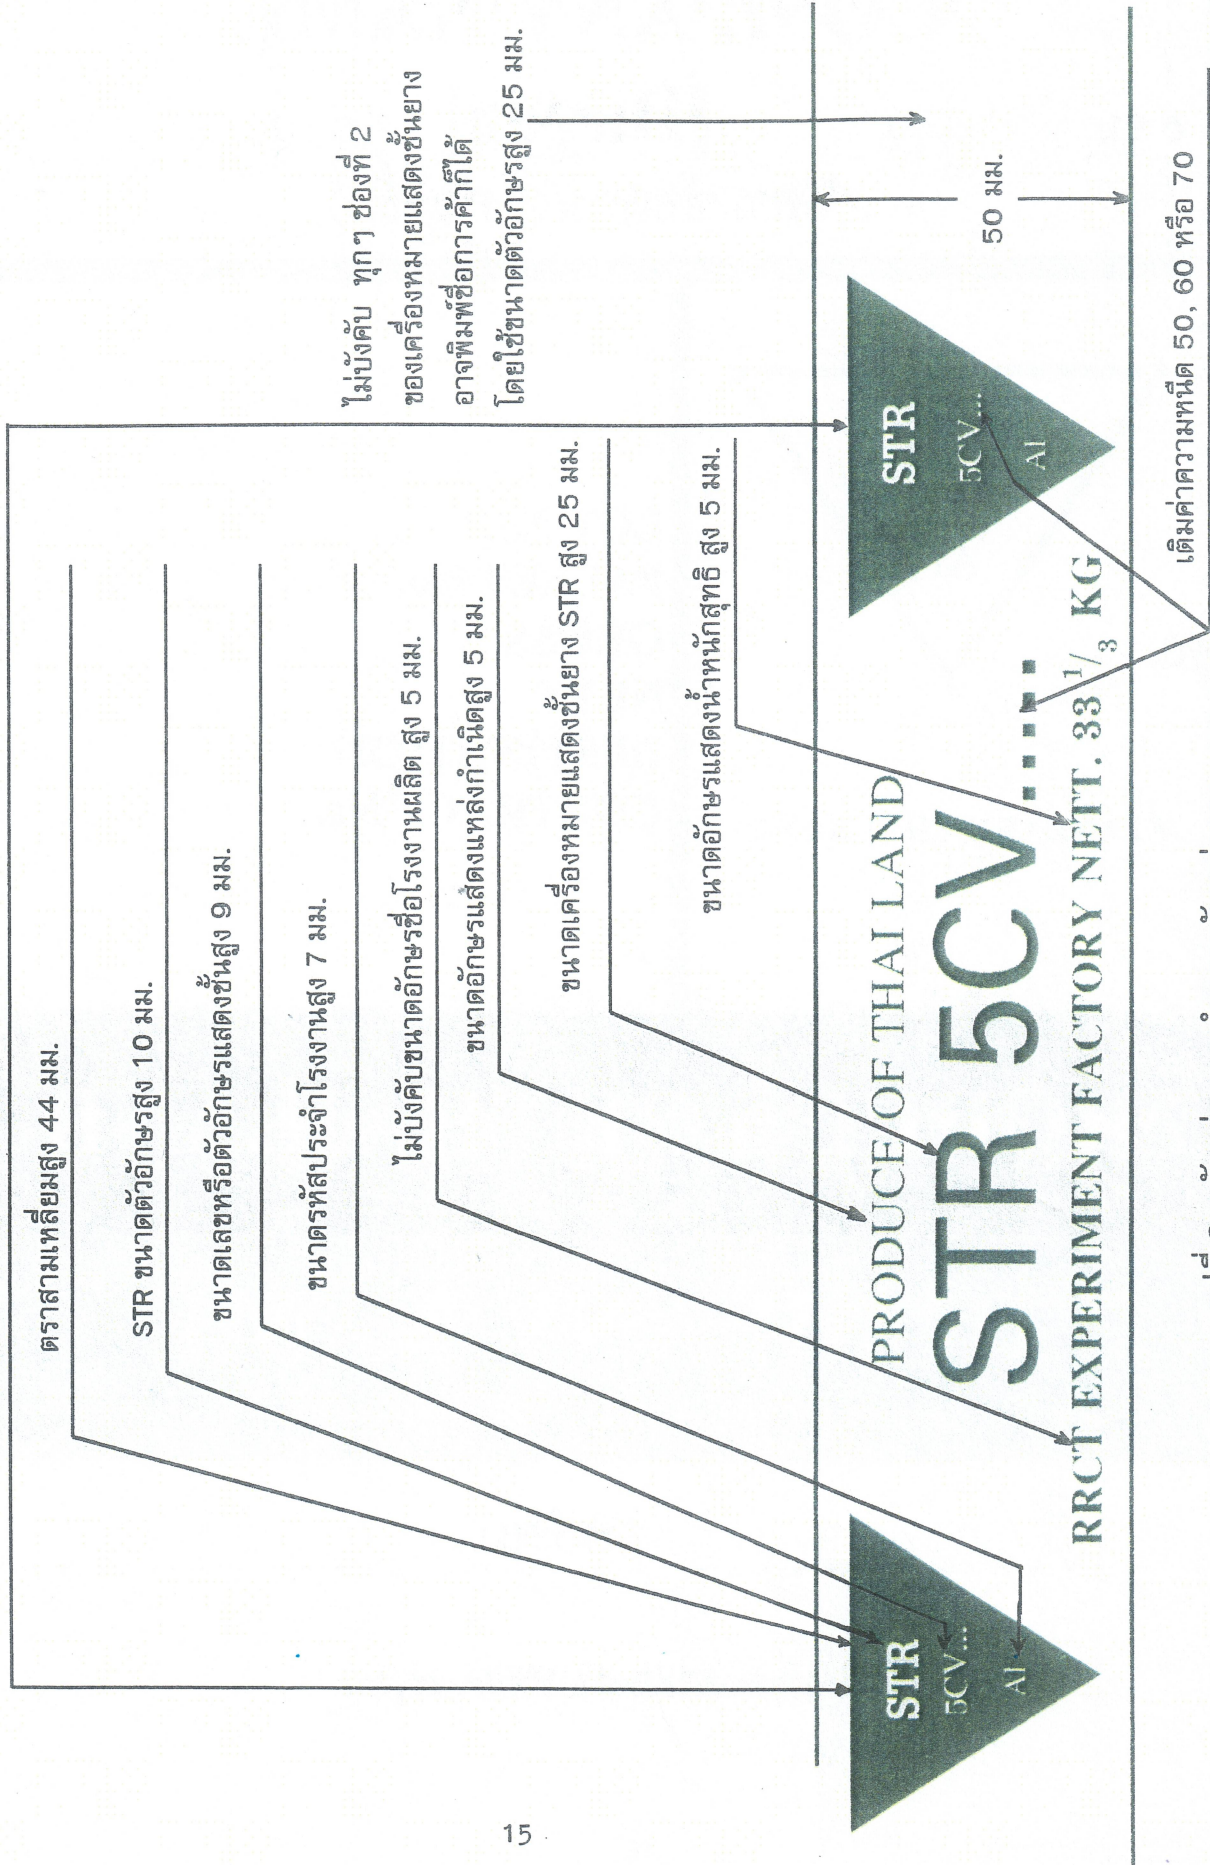 ตราสามเหลี่ยมสูง 44 มม.
STR ขนาดตัวอักษรสูง 10 มม.
ขนาดเลขหรือตัวอักษรแสดงชั้นสูง 9 มม.
ขนาดรหัสประจำโรงงานสูง 7 มม.
ไม่บังคับขนาดอักษรชื่อโรงงานผลิต สูง 5 มม.
ขนาดอักษรแสดงแหล่งกำเนิดสูง 5 มม.
ขนาดเครื่องหมายแสดงชั้นยาง STR สูง 25 มม.
ขนาดอักษรแสดงน้ำหนักสุทธิ สูง 5 มม.
ไม่บังคับ ทุกๆ ช่องที่ 2
ของเครื่องหมายแสดงชั้นยาง
อาจพิมพ์ชื่อการค้าก็ได้
โดยใช้ขนาดตัวอักษรสูง 25 มม.
STR
5CV...
AI
PRODUCE OF THAI LAND
STR 5CV .....
RRCT EXPERIMENT FACTORY NETT. 33 1/3 KG
STR
5CV...
AI
50 มม.
เติมค่าความหนืด 50, 60 หรือ 70
15